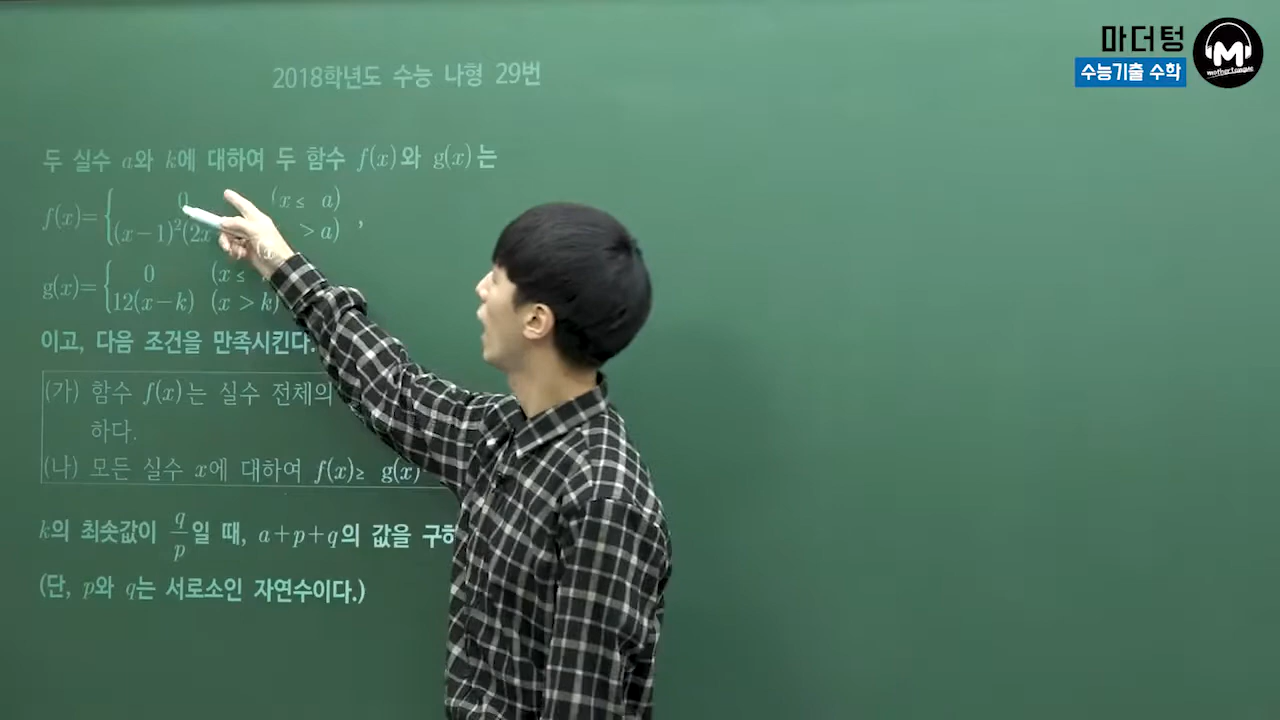 마더텅
수능기출 수학
M
motherTongue
2018학년도 수능 나형 29번
두 실수 a와 k에 대하여 두 함수 f(x)와 g(x)는
f(x)={ 0 (x≤ a)
(x-1)²(2x >a) ,
g(x)={ 0 (x≤
12(x-k) (x>k)
이고, 다음 조건을 만족시킨다.
(가) 함수 f(x)는 실수 전체의
하다.
(나) 모든 실수 x에 대하여 f(x)≥ g(x)
k의 최솟값이 q/p일 때, a+p+q의 값을
(단, p와 q는 서로소인 자연수이다.)